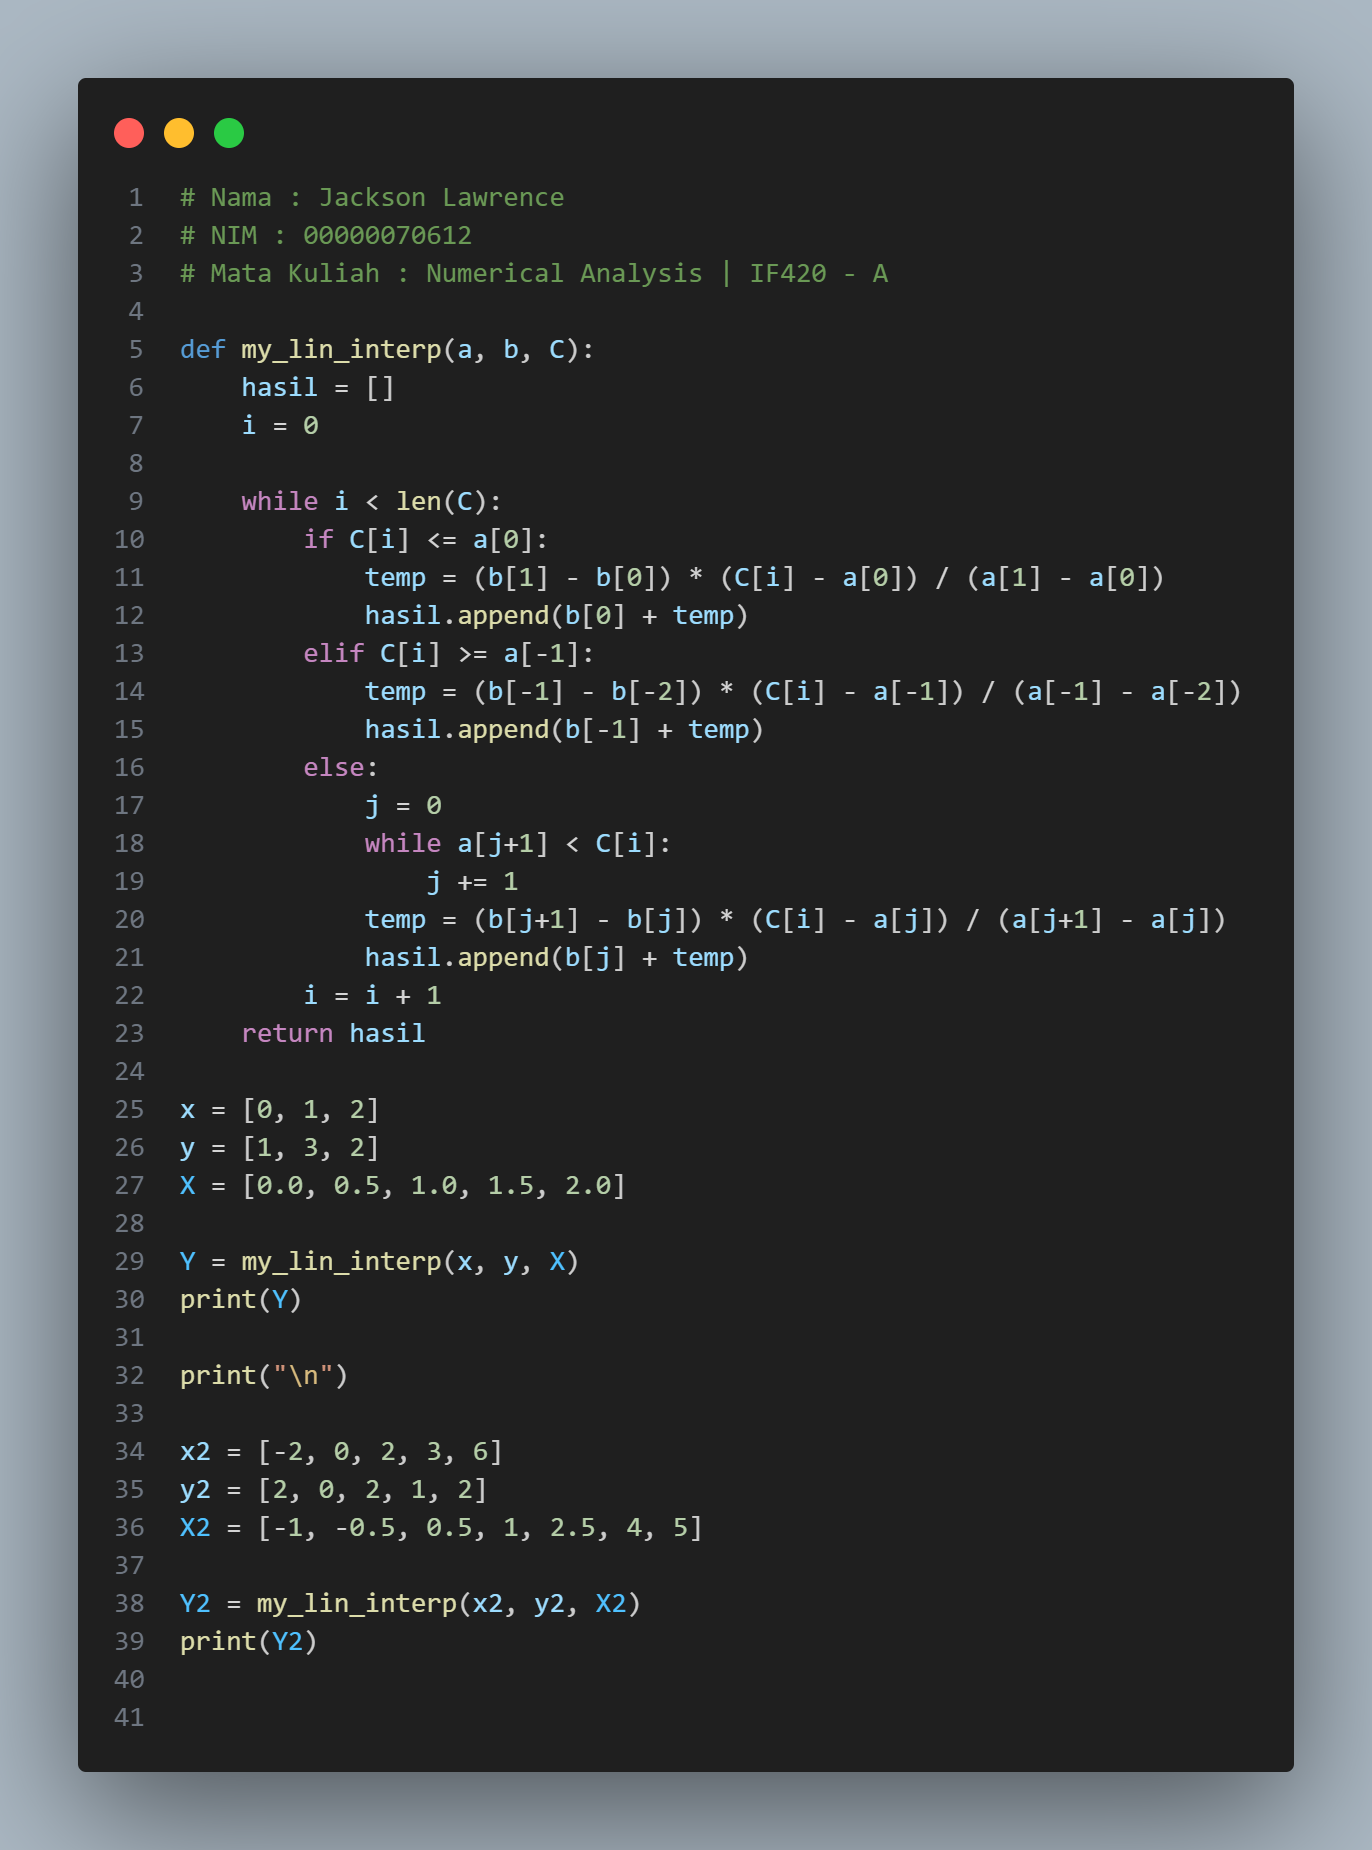 1 # Nama : Jackson Lawrence
2 # NIM : 00000070612
3 # Mata Kuliah : Numerical Analysis | IF420 - A
4
5 def my_lin_interp(a, b, C):
6     hasil = []
7     i = 0
8
9     while i < len(C):
10         if C[i] <= a[0]:
11             temp = (b[1] - b[0]) * (C[i] - a[0]) / (a[1] - a[0])
12             hasil.append(b[0] + temp)
13         elif C[i] >= a[-1]:
14             temp = (b[-1] - b[-2]) * (C[i] - a[-1]) / (a[-1] - a[-2])
15             hasil.append(b[-1] + temp)
16         else:
17             j = 0
18             while a[j+1] < C[i]:
19                 j += 1
20             temp = (b[j+1] - b[j]) * (C[i] - a[j]) / (a[j+1] - a[j])
21             hasil.append(b[j] + temp)
22         i = i + 1
23     return hasil
24
25 x = [0, 1, 2]
26 y = [1, 3, 2]
27 X = [0.0, 0.5, 1.0, 1.5, 2.0]
28
29 Y = my_lin_interp(x, y, X)
30 print(Y)
31
32 print("\n")
33
34 x2 = [-2, 0, 2, 3, 6]
35 y2 = [2, 0, 2, 1, 2]
36 X2 = [-1, -0.5, 0.5, 1, 2.5, 4, 5]
37
38 Y2 = my_lin_interp(x2, y2, X2)
39 print(Y2)
40
41